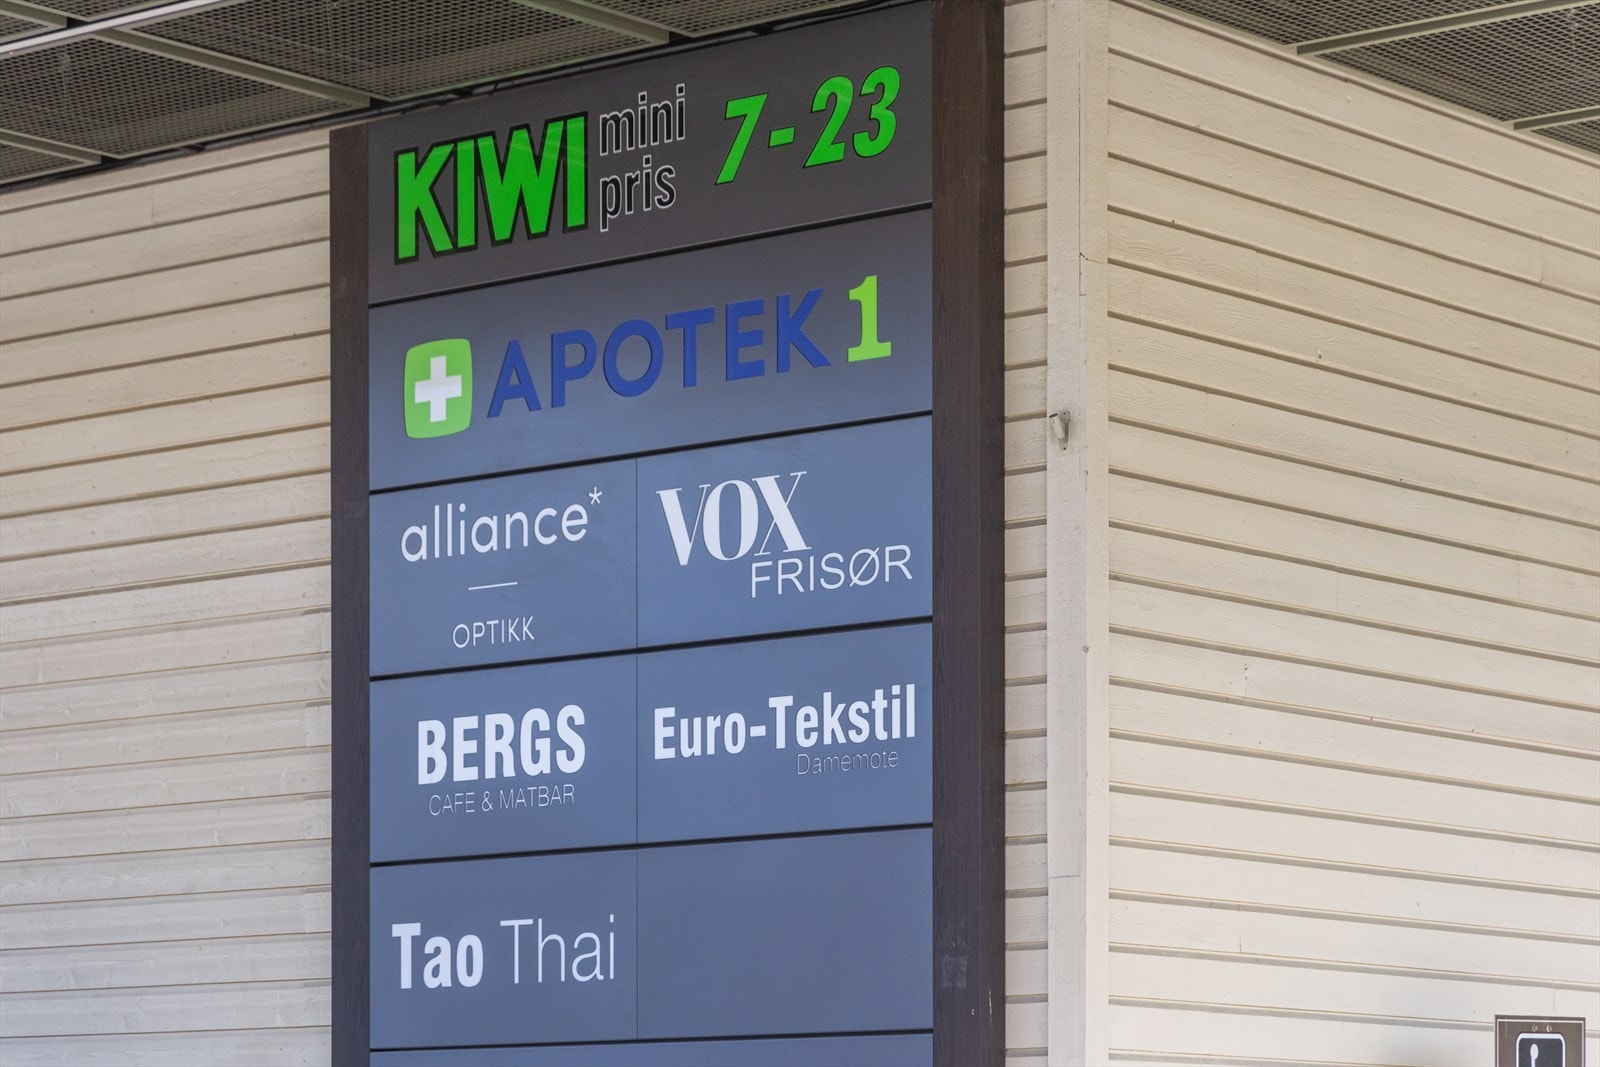 KIWI mini pris 7-23
APOTEK 1
alliance*
OPTIKK
VOX
FRISØR
BERGS
CAFE & MATBAR
Euro-Tekstil
Damemote
Tao Thai